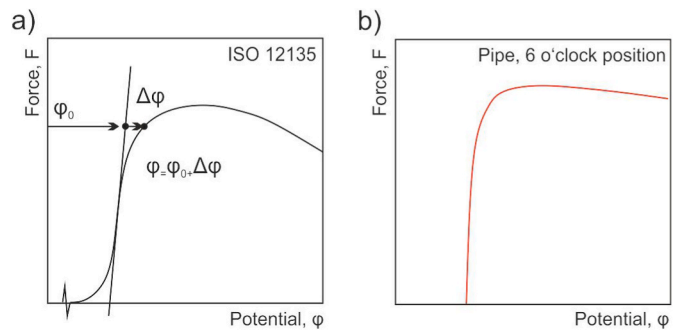 a)
ISO 12135
Force, F
φ₀
Δφ
φ₌φ₀₊Δφ
Potential, φ
b)
Pipe, 6 o‘clock position
Force, F
Potential, φ